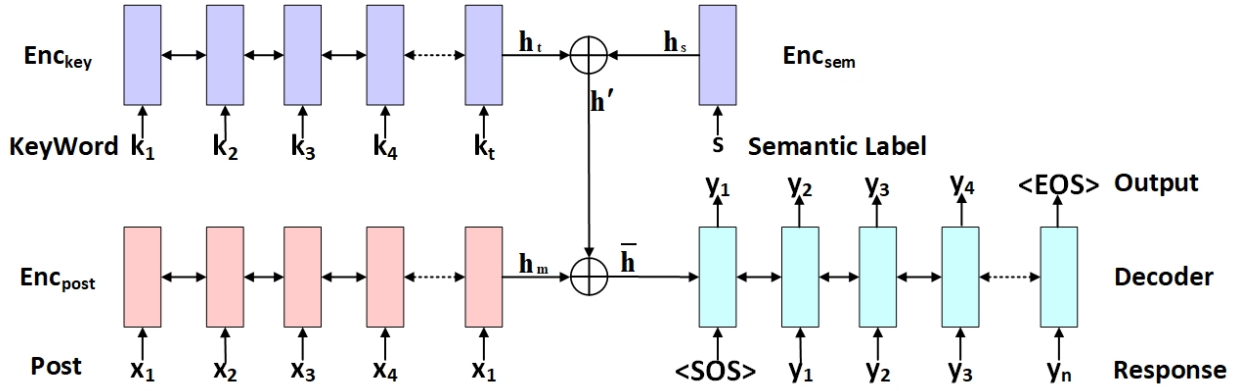 Enc_key h_t h_s Enc_sem
h′
KeyWord k_1 k_2 k_3 k_4 k_t s Semantic Label
y_1 y_2 y_3 y_4 <EOS> Output
Enc_post h_m h̅ Decoder
Post x_1 x_2 x_3 x_4 x_1 <SOS> y_1 y_2 y_3 y_n Response